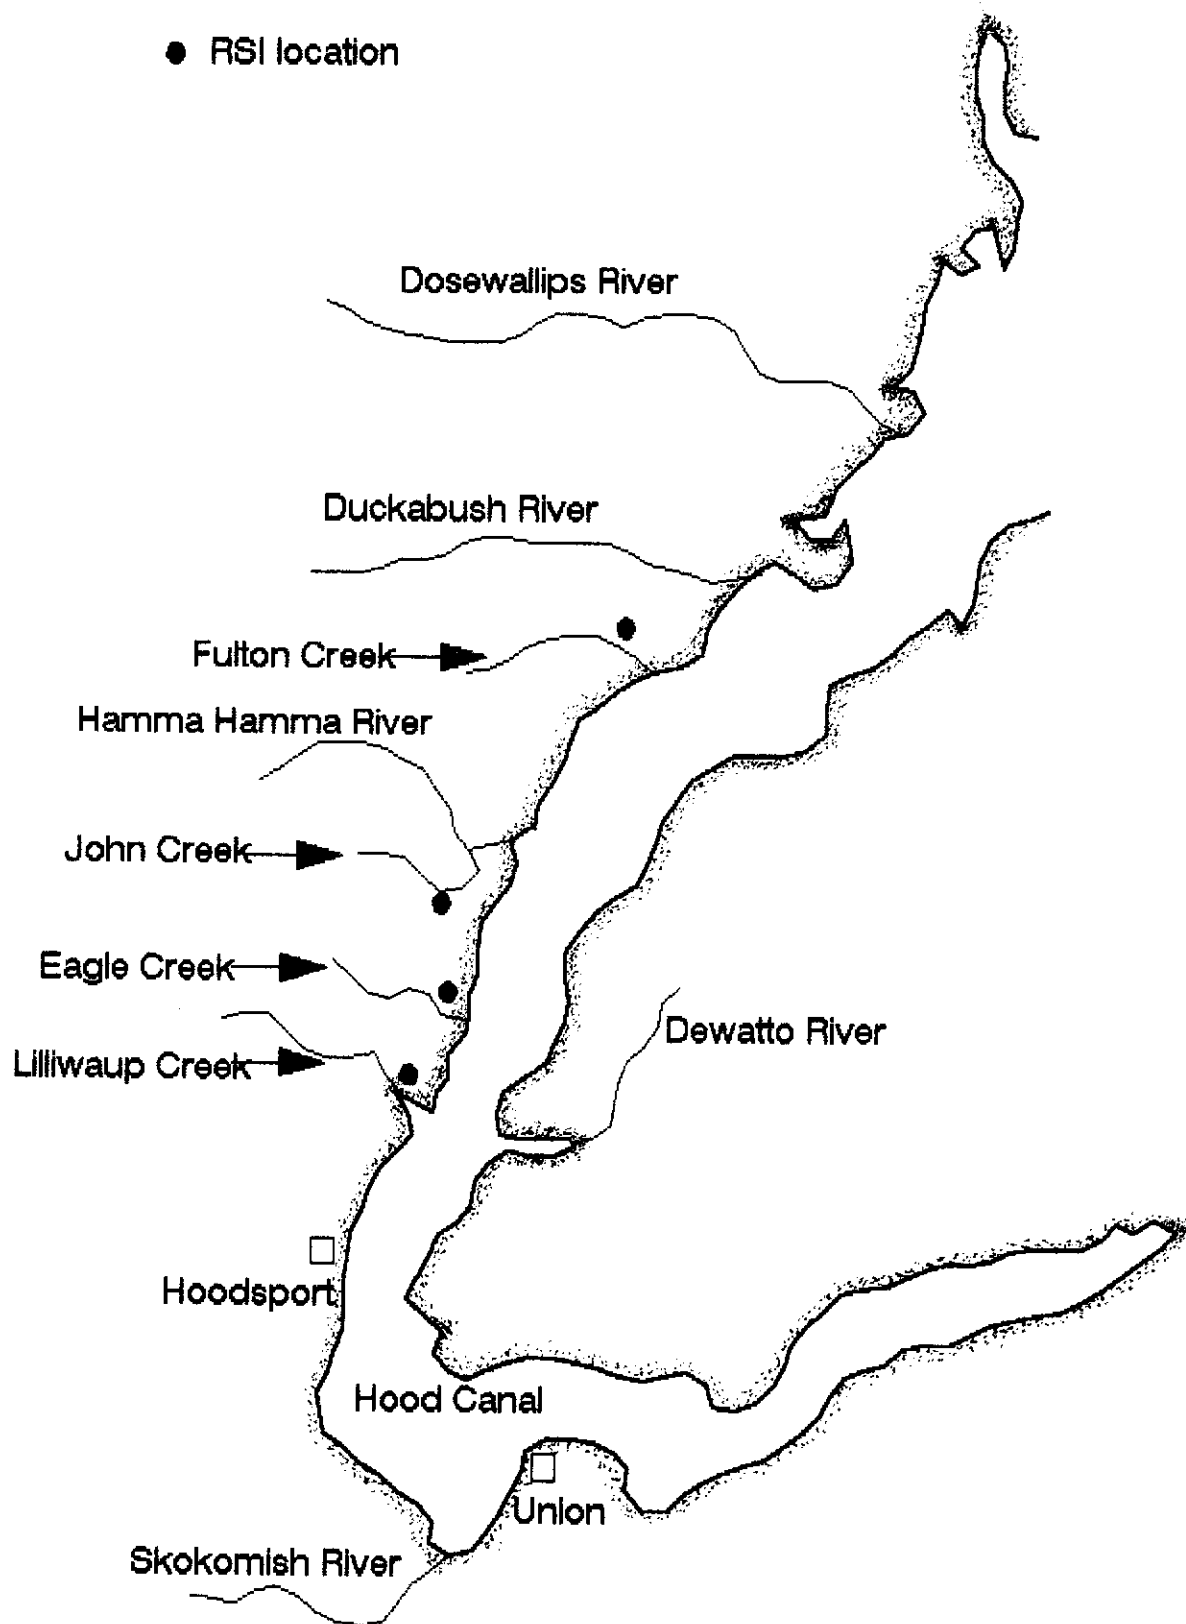 RSI location
Dosewallips River
Duckabush River
Fulton Creek
Hamma Hamma River
John Creek
Eagle Creek
Dewatto River
Lilliwaup Creek
Hoodsport
Hood Canal
Union
Skokomish River